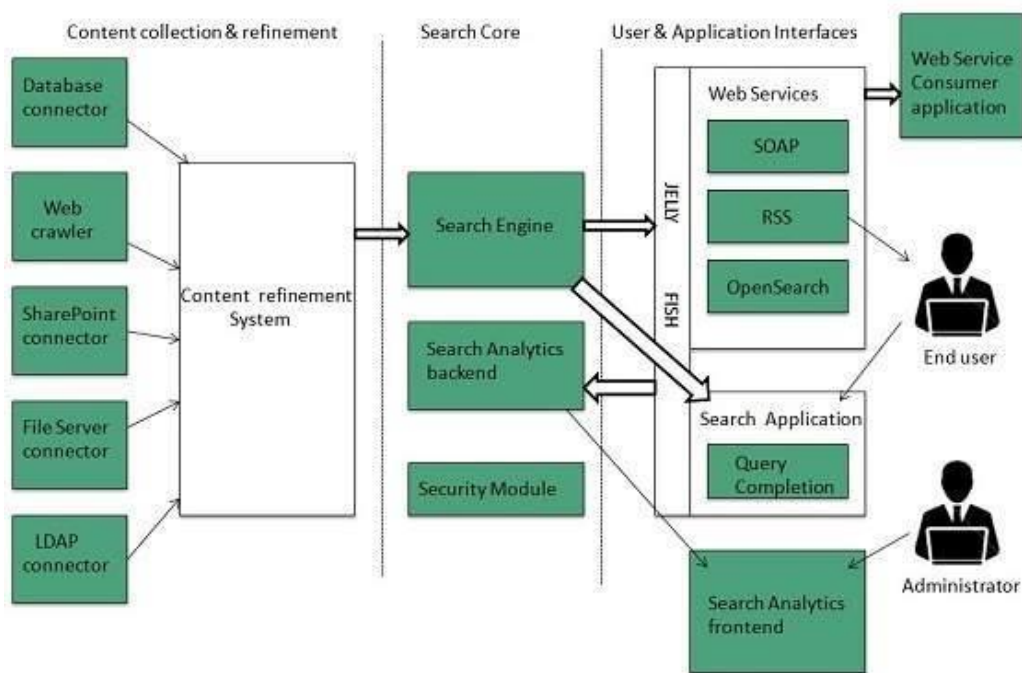 Content collection & refinement
Search Core
User & Application Interfaces
Database
connector
Web
crawler
SharePoint
connector
File Server
connector
LDAP
connector
Content refinement
System
Search Engine
Search Analytics
backend
Security Module
JELLY
FISH
Web Services
SOAP
RSS
OpenSearch
Search Application
Query
Completion
Search Analytics
frontend
Web Service
Consumer
application
End user
Administrator